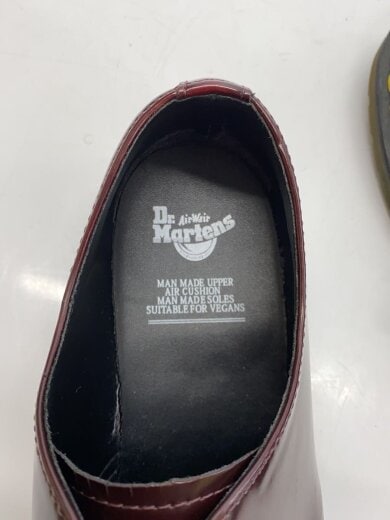 Dr. AirWair
Martens
MAN MADE UPPER
AIR CUSHION
MAN MADE SOLES
SUITABLE FOR VEGANS